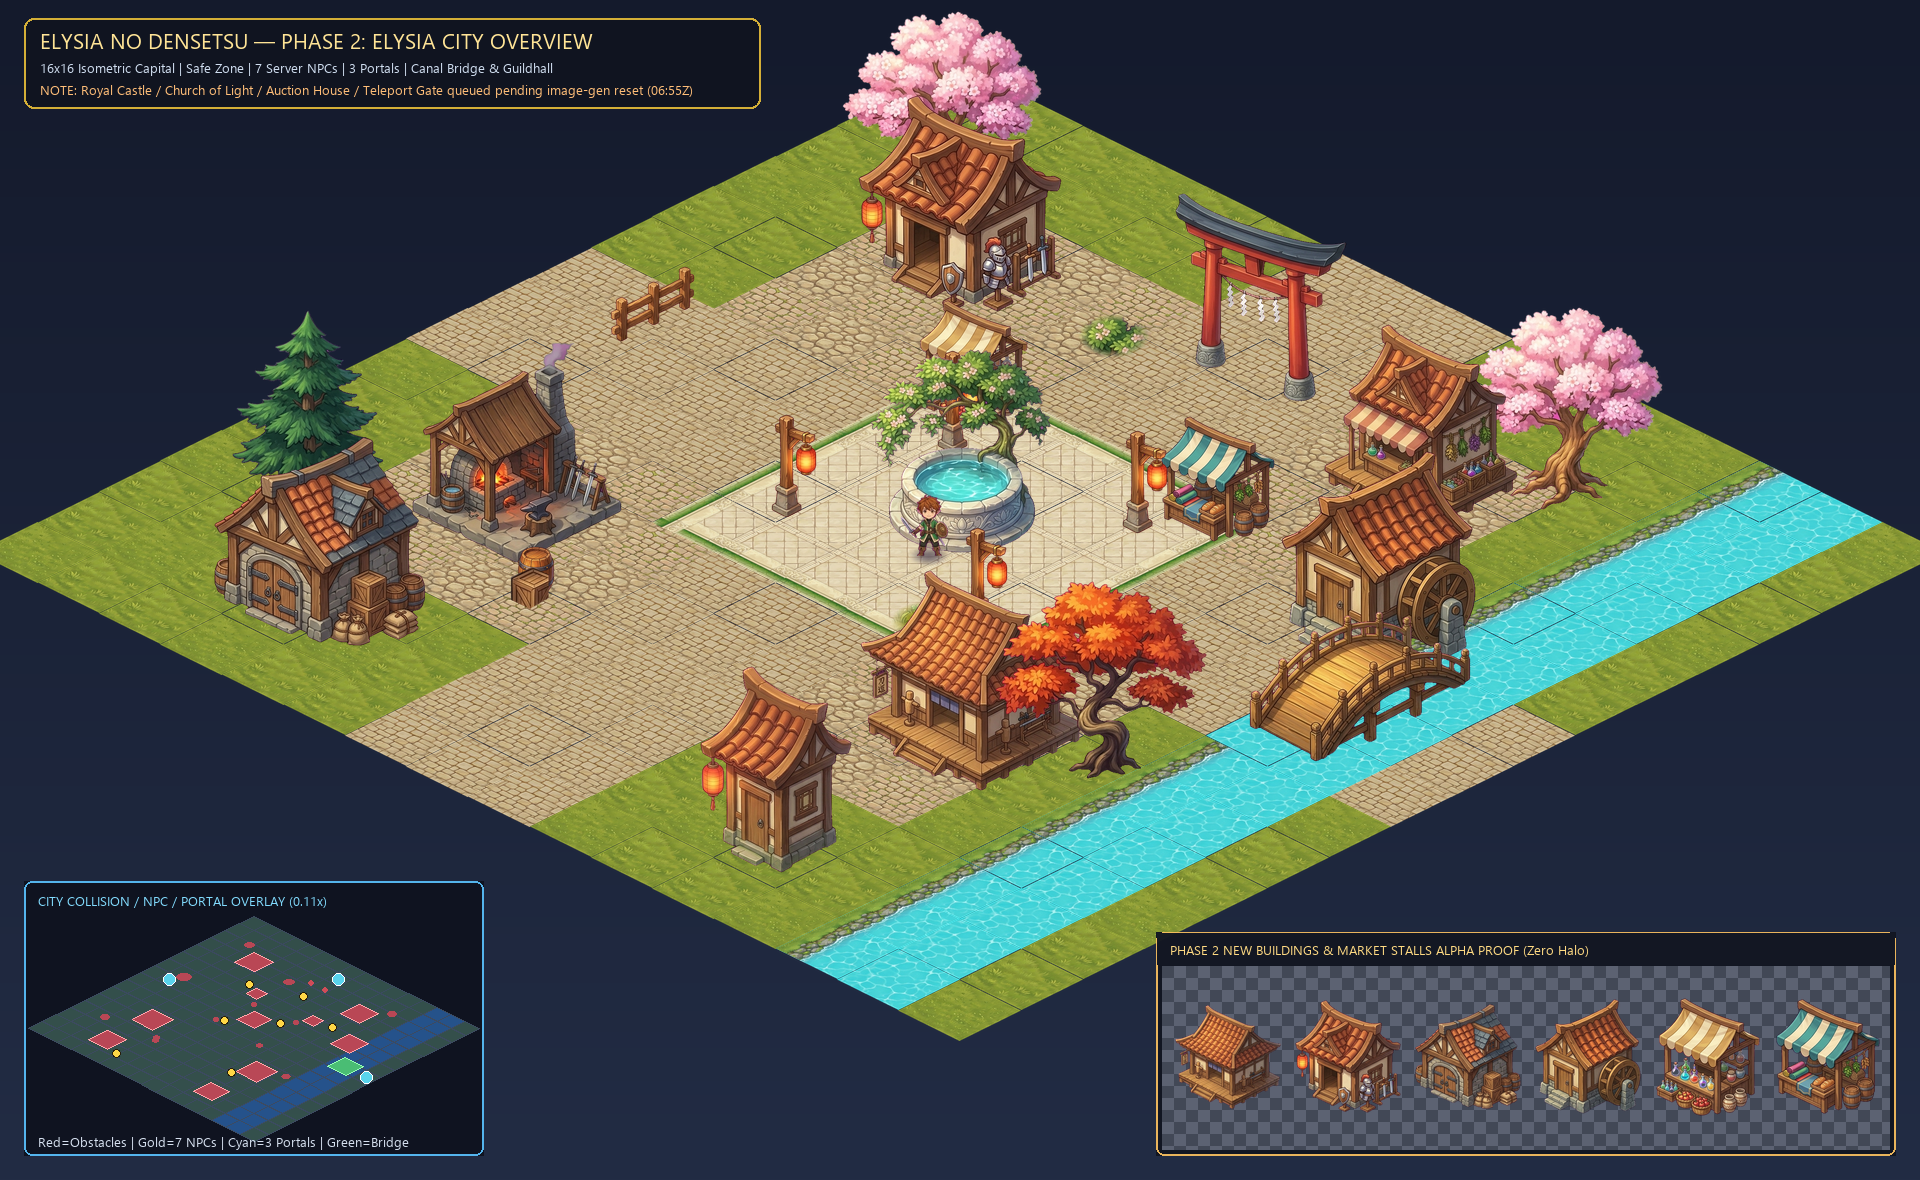 ELYSIA NO DENSETSU — PHASE 2: ELYSIA CITY OVERVIEW
16x16 Isometric Capital | Safe Zone | 7 Server NPCs | 3 Portals | Canal Bridge & Guildhall
NOTE: Royal Castle / Church of Light / Auction House / Teleport Gate queued pending image-gen reset (06:55Z)
CITY COLLISION / NPC / PORTAL OVERLAY (0.11x)
Red=Obstacles | Gold=7 NPCs | Cyan=3 Portals | Green=Bridge
PHASE 2 NEW BUILDINGS & MARKET STALLS ALPHA PROOF (Zero Halo)